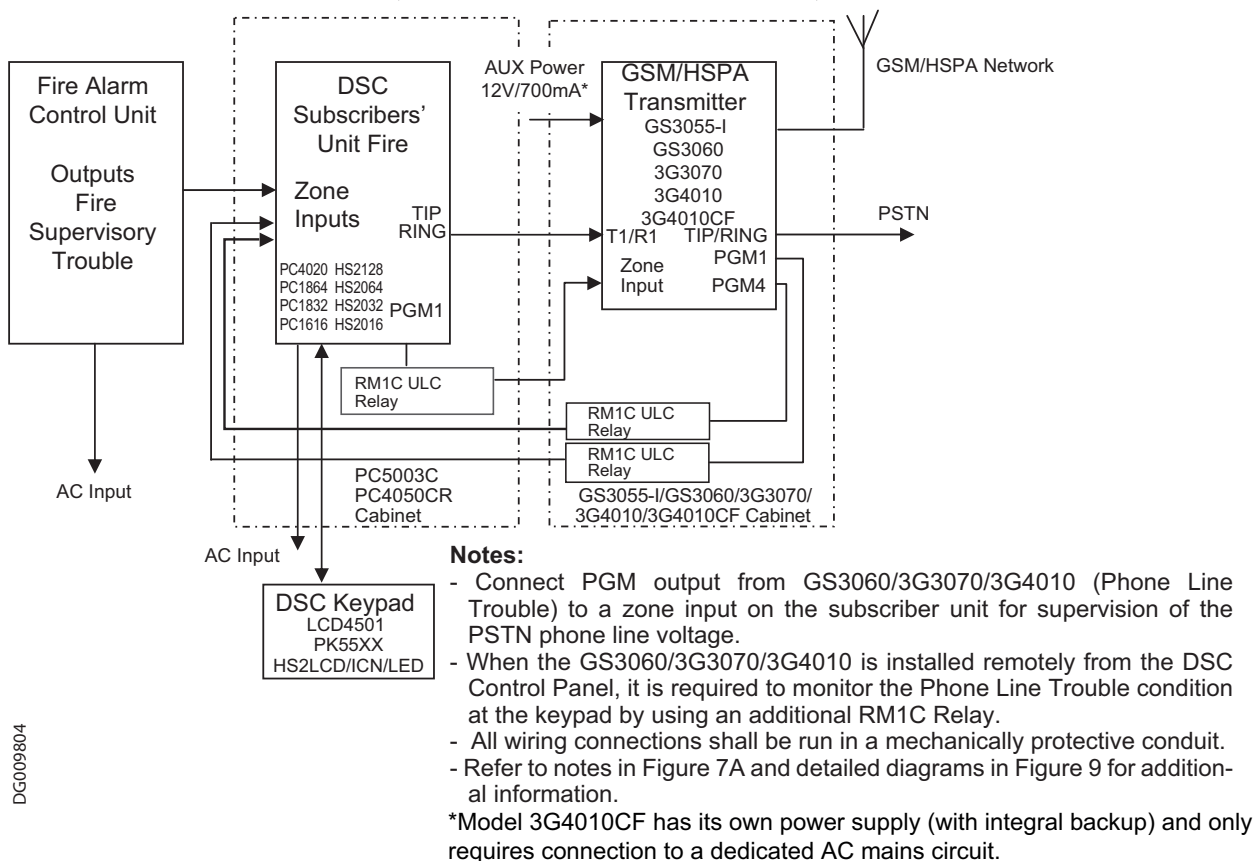 Fire Alarm
Control Unit
Outputs
Fire
Supervisory
Trouble
AC Input
DSC
Subscribers'
Unit Fire
Zone
Inputs
TIP
RING
PC4020 HS2128
PC1864 HS2064
PC1832 HS2032
PC1616 HS2016
PGM1
RM1C ULC
Relay
PC5003C
PC4050CR
Cabinet
AC Input
DSC Keypad
LCD4501
PK55XX
HS2LCD/ICN/LED
AUX Power
12V/700mA*
GSM/HSPA
Transmitter
GS3055-I
GS3060
3G3070
3G4010
3G4010CF
T1/R1 TIP/RING
Zone
Input
PGM1
PGM4
RM1C ULC
Relay
RM1C ULC
Relay
GS3055-I/GS3060/3G3070/
3G4010/3G4010CF Cabinet
GSM/HSPA Network
PSTN
Notes:
- Connect PGM output from GS3060/3G3070/3G4010 (Phone Line
Trouble) to a zone input on the subscriber unit for supervision of the
PSTN phone line voltage.
- When the GS3060/3G3070/3G4010 is installed remotely from the DSC
Control Panel, it is required to monitor the Phone Line Trouble condition
at the keypad by using an additional RM1C Relay.
- All wiring connections shall be run in a mechanically protective conduit.
- Refer to notes in Figure 7A and detailed diagrams in Figure 9 for addition-
al information.
*Model 3G4010CF has its own power supply (with integral backup) and only
requires connection to a dedicated AC mains circuit.
DG009804